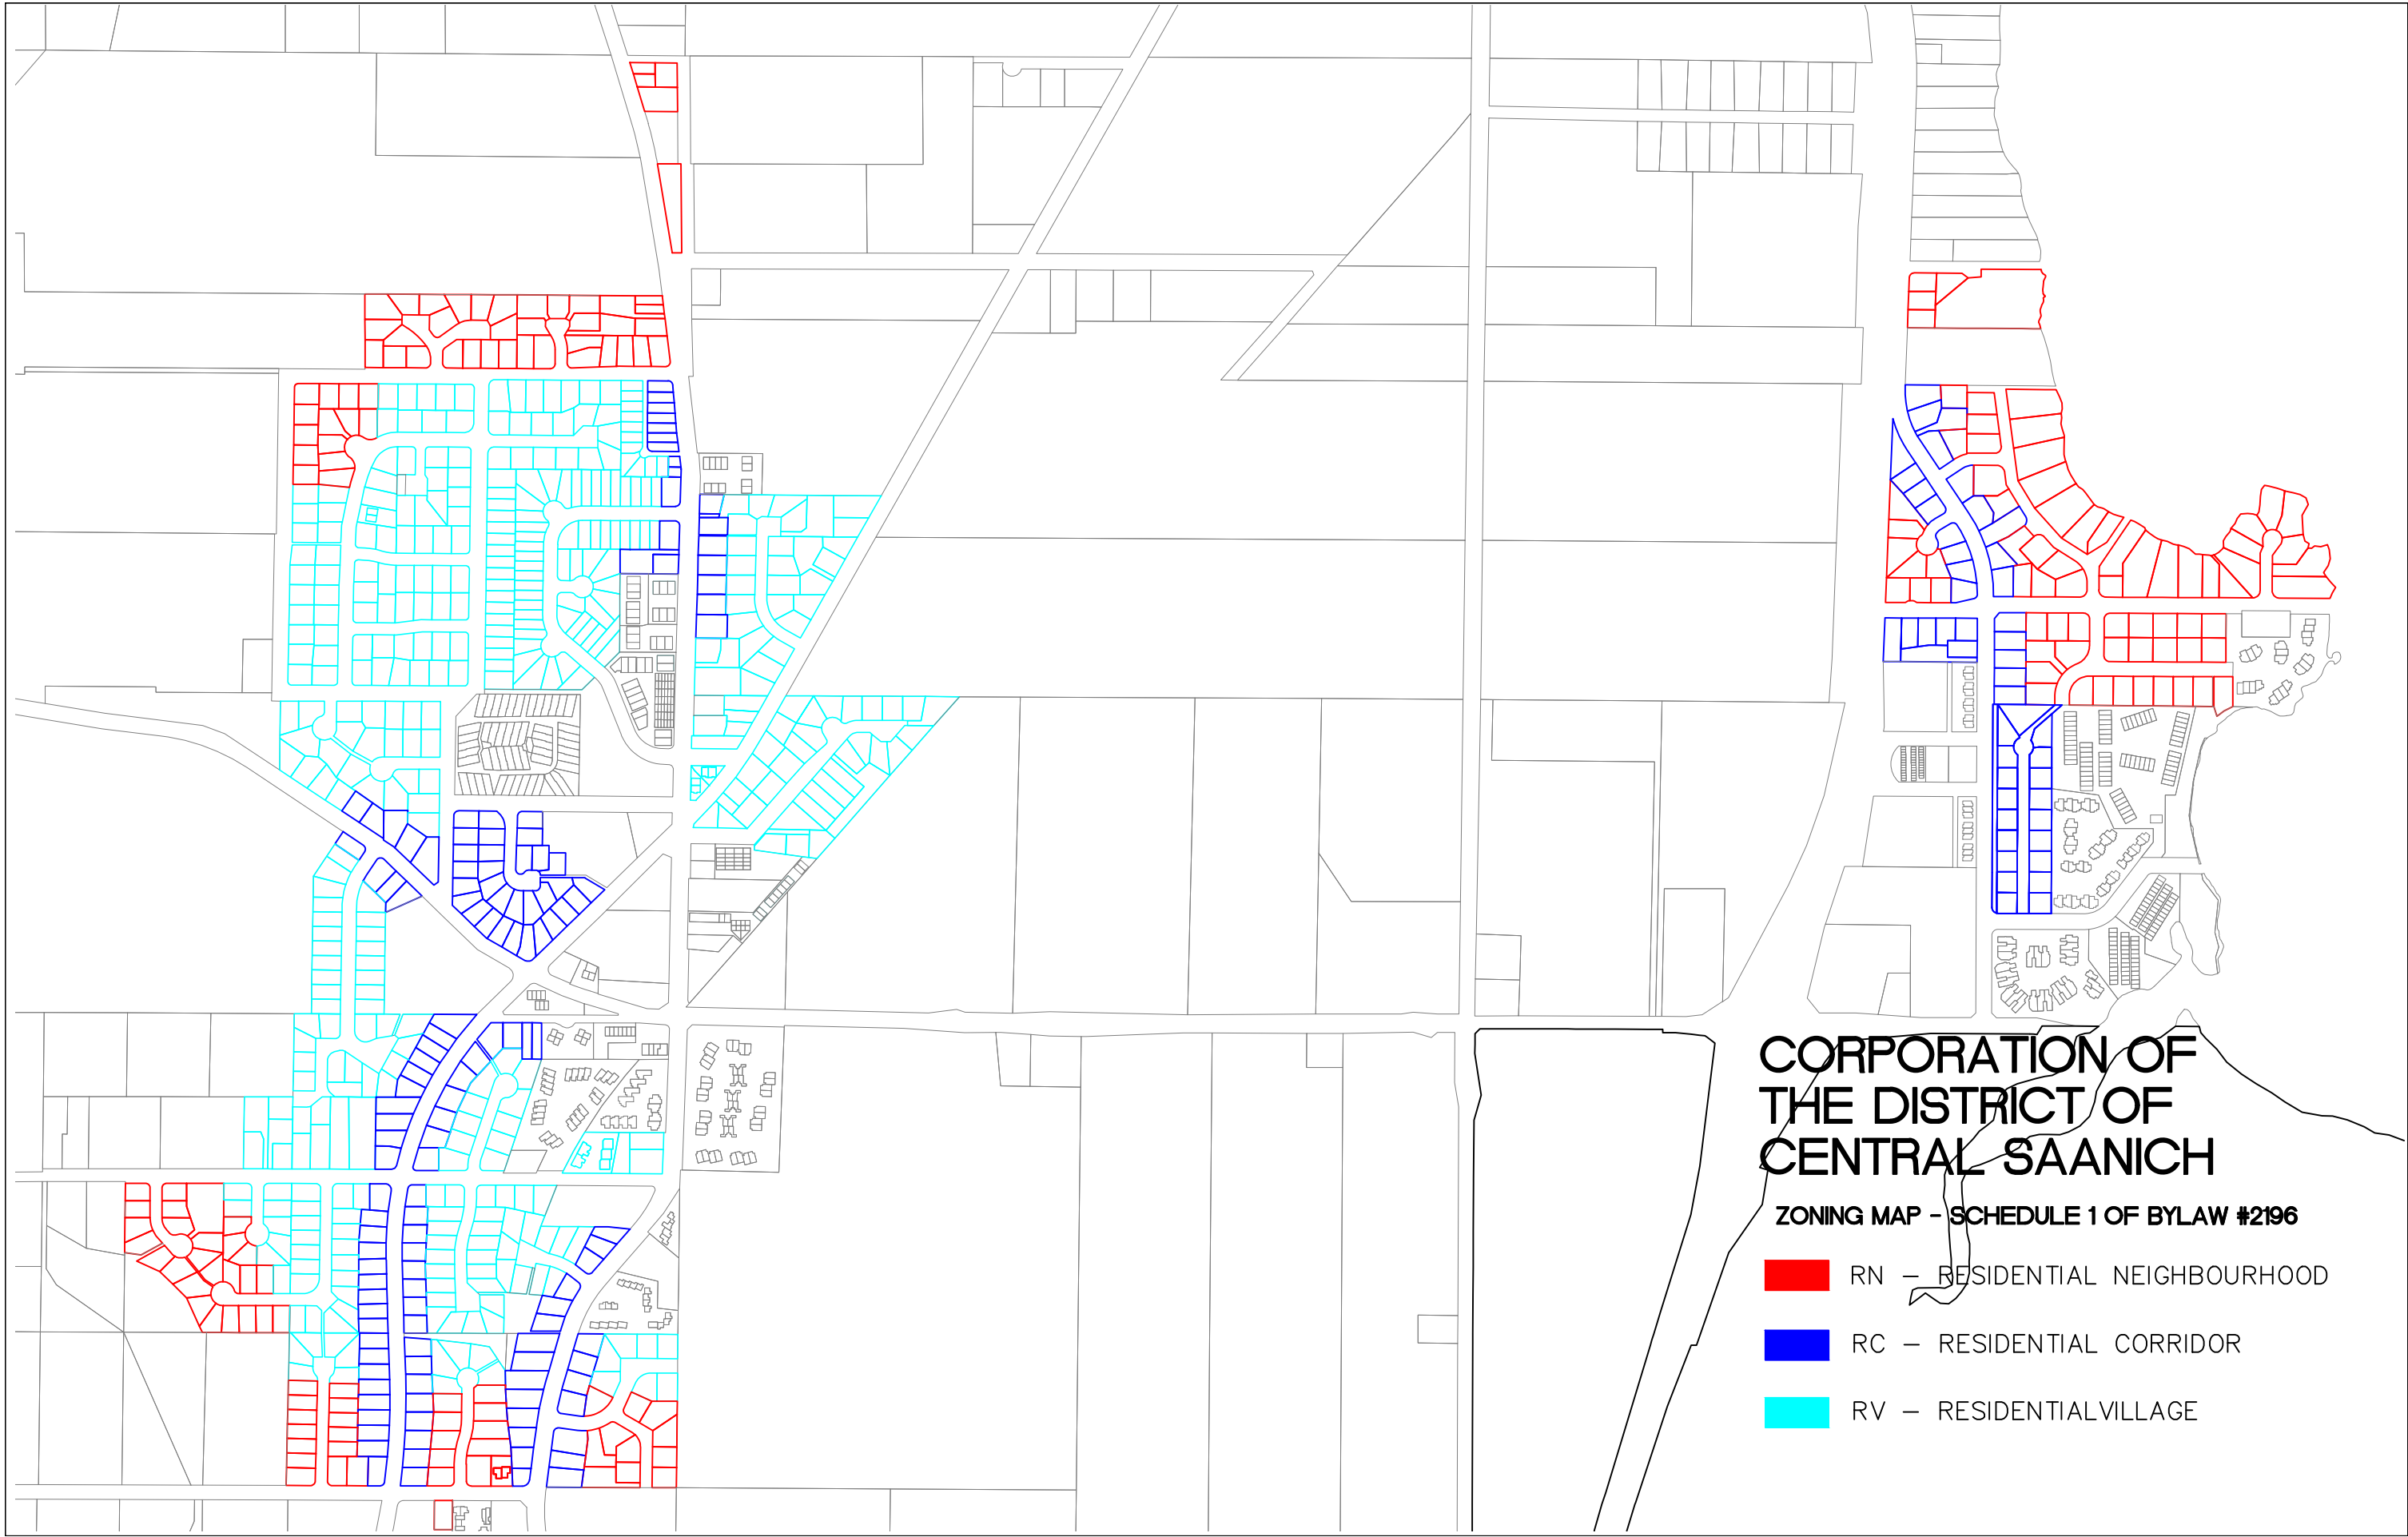 CORPORATION OF
THE DISTRICT OF
CENTRAL SAANICH
ZONING MAP - SCHEDULE 1 OF BYLAW #2196
RN - RESIDENTIAL NEIGHBOURHOOD
RC - RESIDENTIAL CORRIDOR
RV - RESIDENTIALVILLAGE